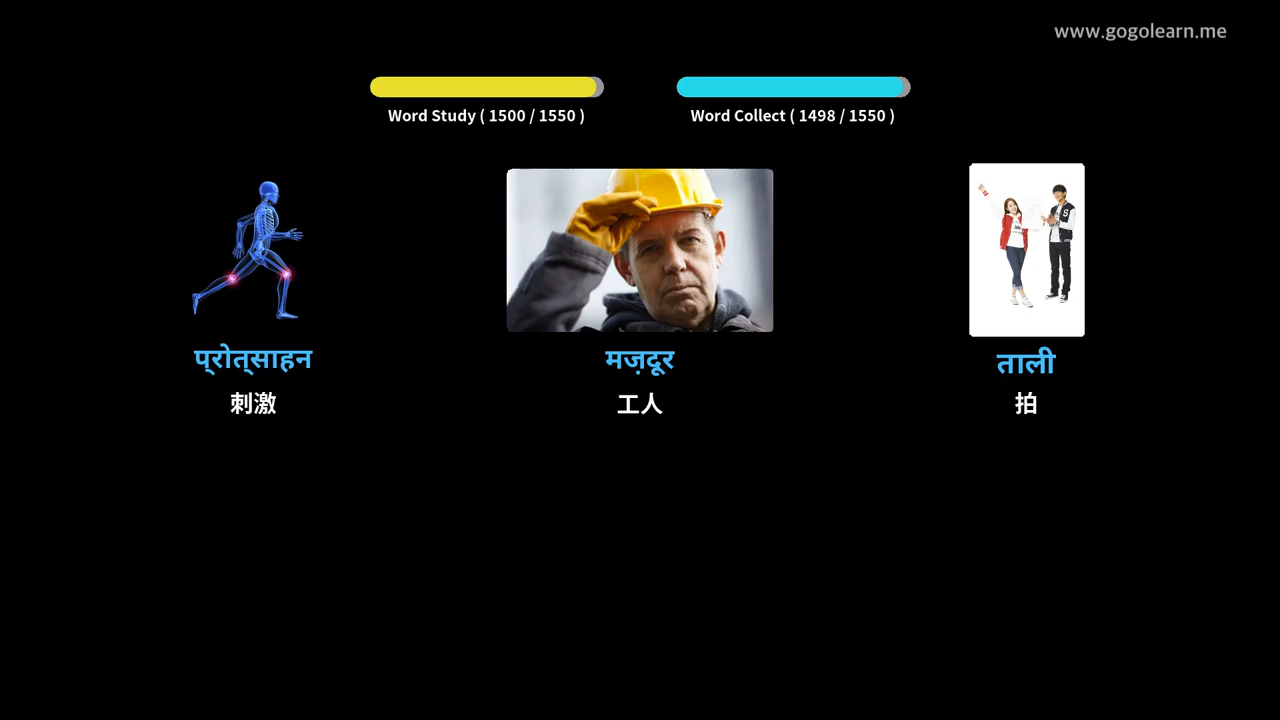 www.gogolearn.me
Word Study ( 1500 / 1550 )
Word Collect ( 1498 / 1550 )
प्रोत्साहन
मज़दूर
ताली
刺激
工人
拍